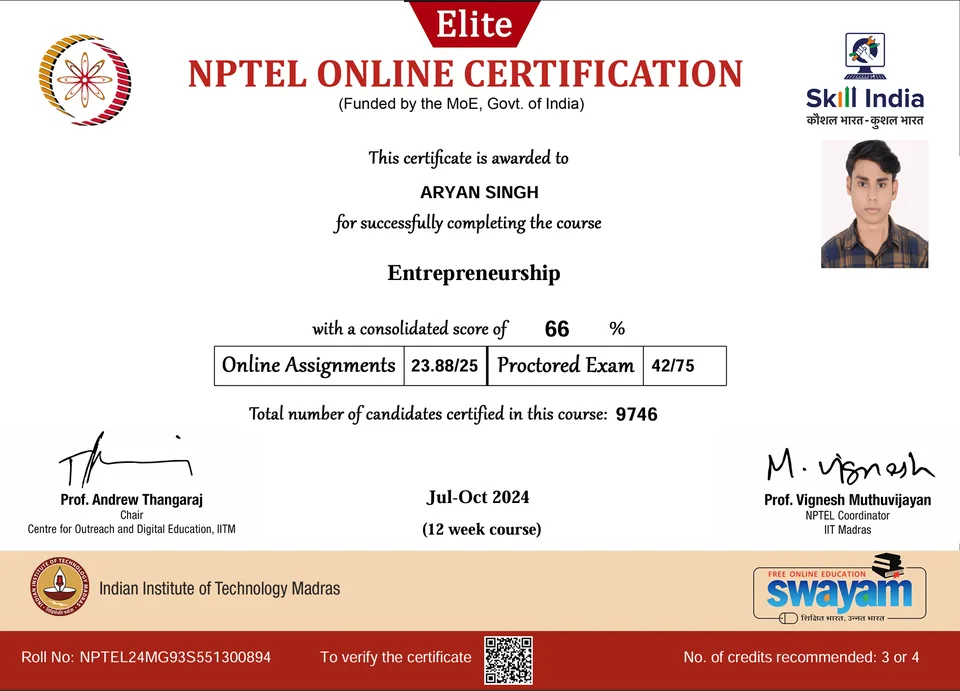 Elite
NPTEL ONLINE CERTIFICATION
(Funded by the MoE, Govt. of India)
Skill India
कौशल भारत - कुशल भारत
This certificate is awarded to
ARYAN SINGH
for successfully completing the course
Entrepreneurship
with a consolidated score of 66 %
Online Assignments 23.88/25 Proctored Exam 42/75
Total number of candidates certified in this course: 9746
M. Vignesh
Prof. Andrew Thangaraj
Chair
Centre for Outreach and Digital Education, IITM
Jul-Oct 2024
(12 week course)
Prof. Vignesh Muthuvijayan
NPTEL Coordinator
IIT Madras
INDIAN INSTITUTE OF TECHNOLOGY MADRAS
Indian Institute of Technology Madras
FREE ONLINE EDUCATION
swayam
शिक्षित भारत, उन्नत भारत
Roll No: NPTEL24MG93S551300894
To verify the certificate
No. of credits recommended: 3 or 4